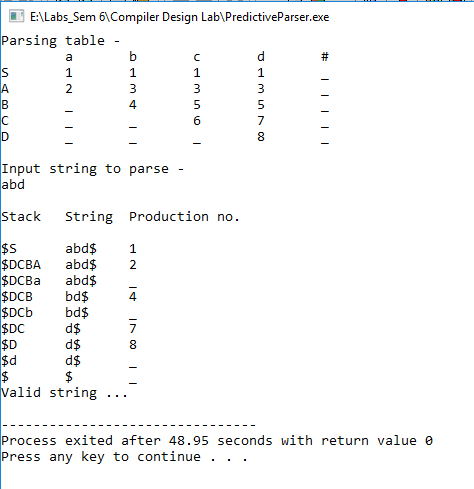 E:\Labs_Sem 6\Compiler Design Lab\PredictiveParser.exe
Parsing table -
a b c d #
S 1 1 1 1 _
A 2 3 3 3 _
B _ 4 5 5 _
C _ _ 6 7 _
D _ _ _ 8 _
Input string to parse -
abd
Stack String Production no.
$S abd$ 1
$DCBA abd$ 2
$DCBa abd$ _
$DCB bd$ 4
$DCb bd$ _
$DC d$ 7
$D d$ 8
$d d$ _
$ $ _
Valid string ...
--------------------------------
Process exited after 48.95 seconds with return value 0
Press any key to continue . . .